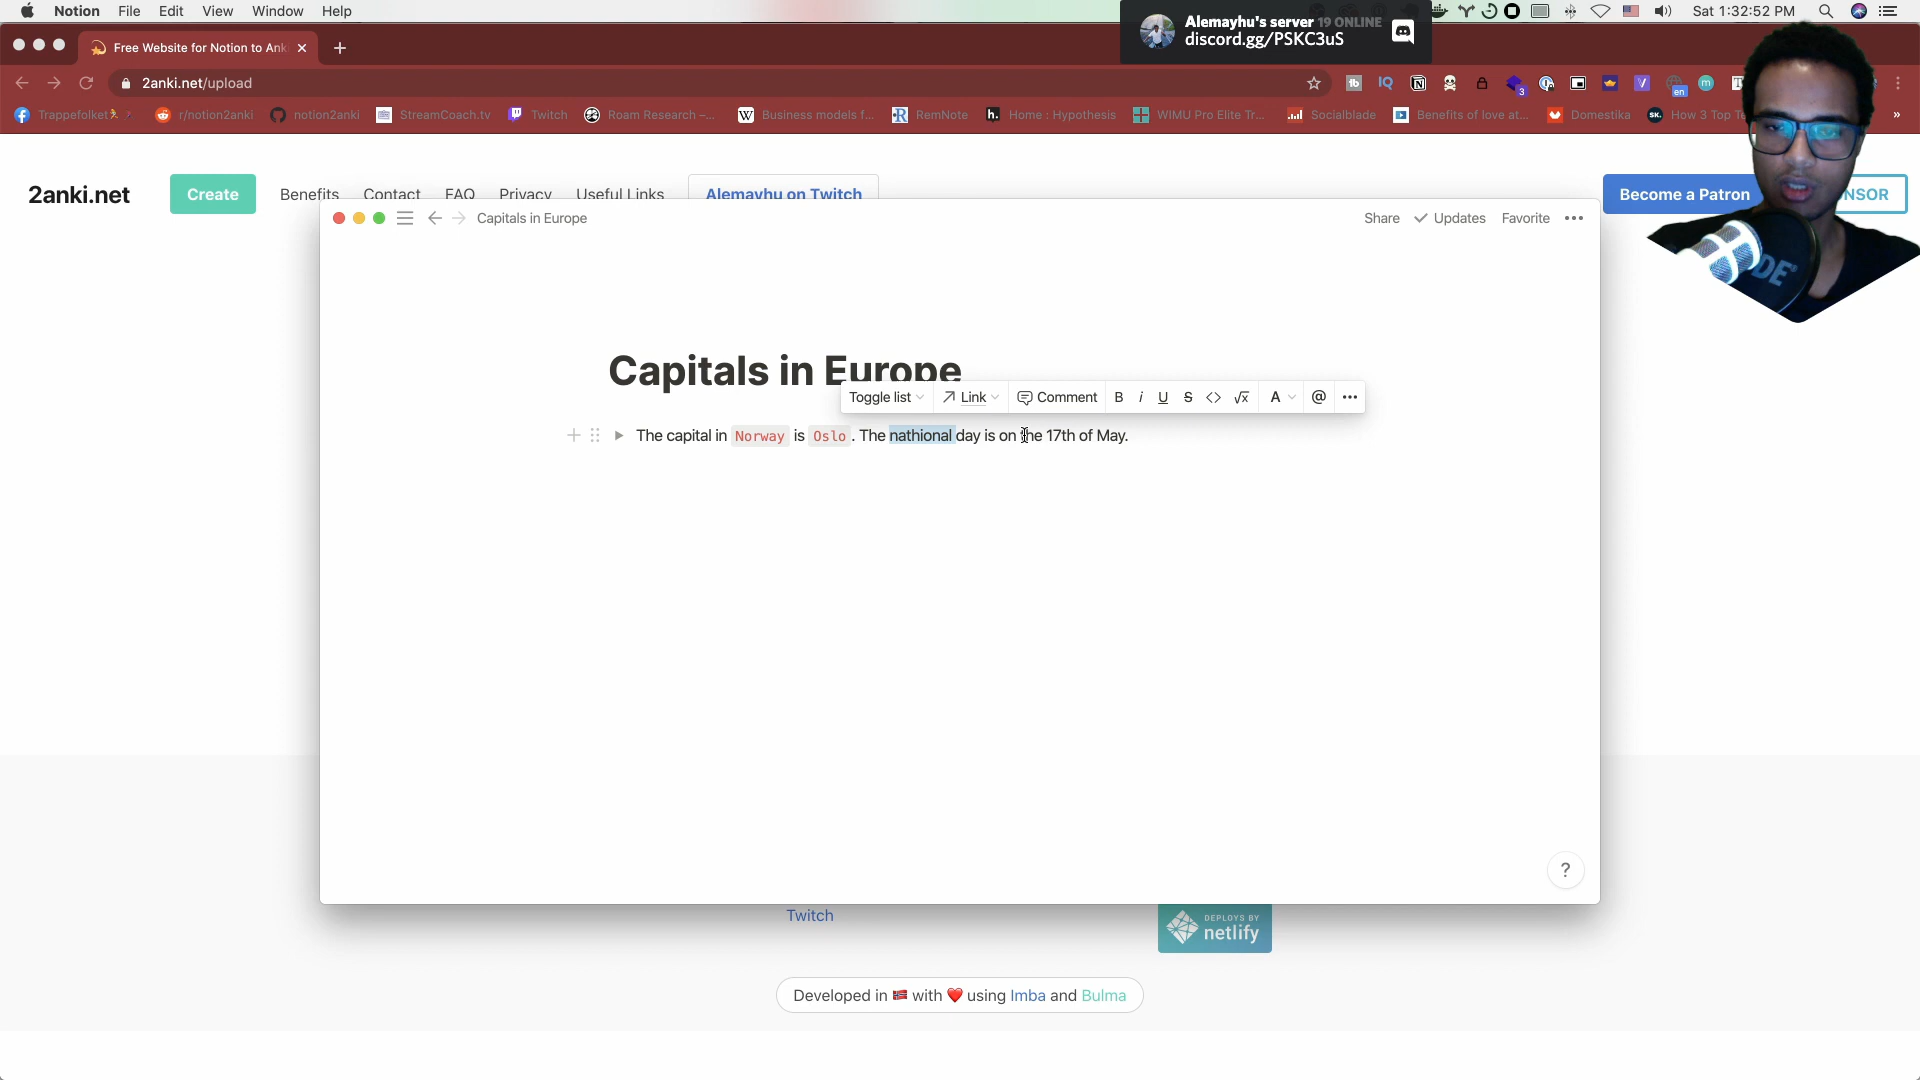 Notion File Edit View Window Help
Alemayhu's server 19 ONLINE
discord.gg/PSKC3uS
Sat 1:32:52 PM
Free Website for Notion to Anki
2anki.net/upload
Trappefolket r/notion2anki notion2anki StreamCoach.tv Twitch Roam Research –... Business models f... RemNote Home : Hypothesis WIMU Pro Elite Tr... Socialblade Benefits of love at... Domestika How 3 Top Te
2anki.net Create Benefits Contact FAQ Privacy Useful Links Alemayhu on Twitch Become a Patron NSOR
Capitals in Europe Share Updates Favorite
Capitals in Europe
Toggle list Link Comment B i U S <> √x A @ •••
The capital in Norway is Oslo . The nathional day is on the 17th of May.
?
Twitch
DEPLOYS BY
netlify
Developed in 🇳🇴 with ❤️ using Imba and Bulma